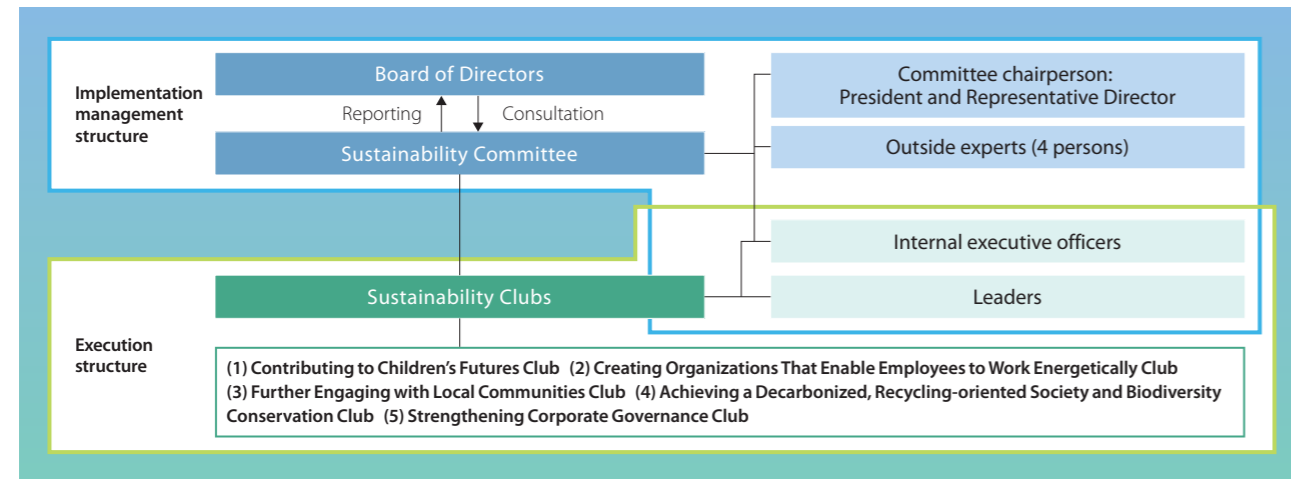 Implementation
management
structure
Board of Directors
Reporting
Consultation
Sustainability Committee
Committee chairperson:
President and Representative Director
Outside experts (4 persons)
Internal executive officers
Leaders
Execution
structure
Sustainability Clubs
(1) Contributing to Children’s Futures Club (2) Creating Organizations That Enable Employees to Work Energetically Club
(3) Further Engaging with Local Communities Club (4) Achieving a Decarbonized, Recycling-oriented Society and Biodiversity
Conservation Club (5) Strengthening Corporate Governance Club